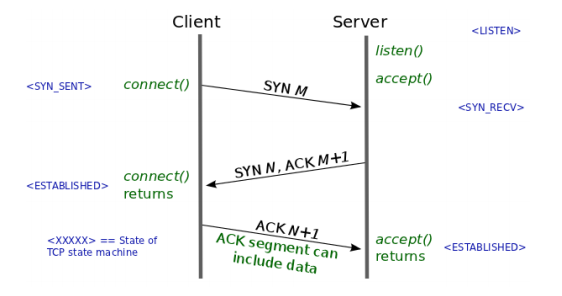 Client
Server
<LISTEN>
listen()
<SYN_SENT>
connect()
accept()
SYN M
<SYN_RECV>
SYN N, ACK M+1
connect()
<ESTABLISHED>
returns
ACK N+1
<XXXXX> == State of
TCP state machine
ACK segment can
include data
accept()
<ESTABLISHED>
returns